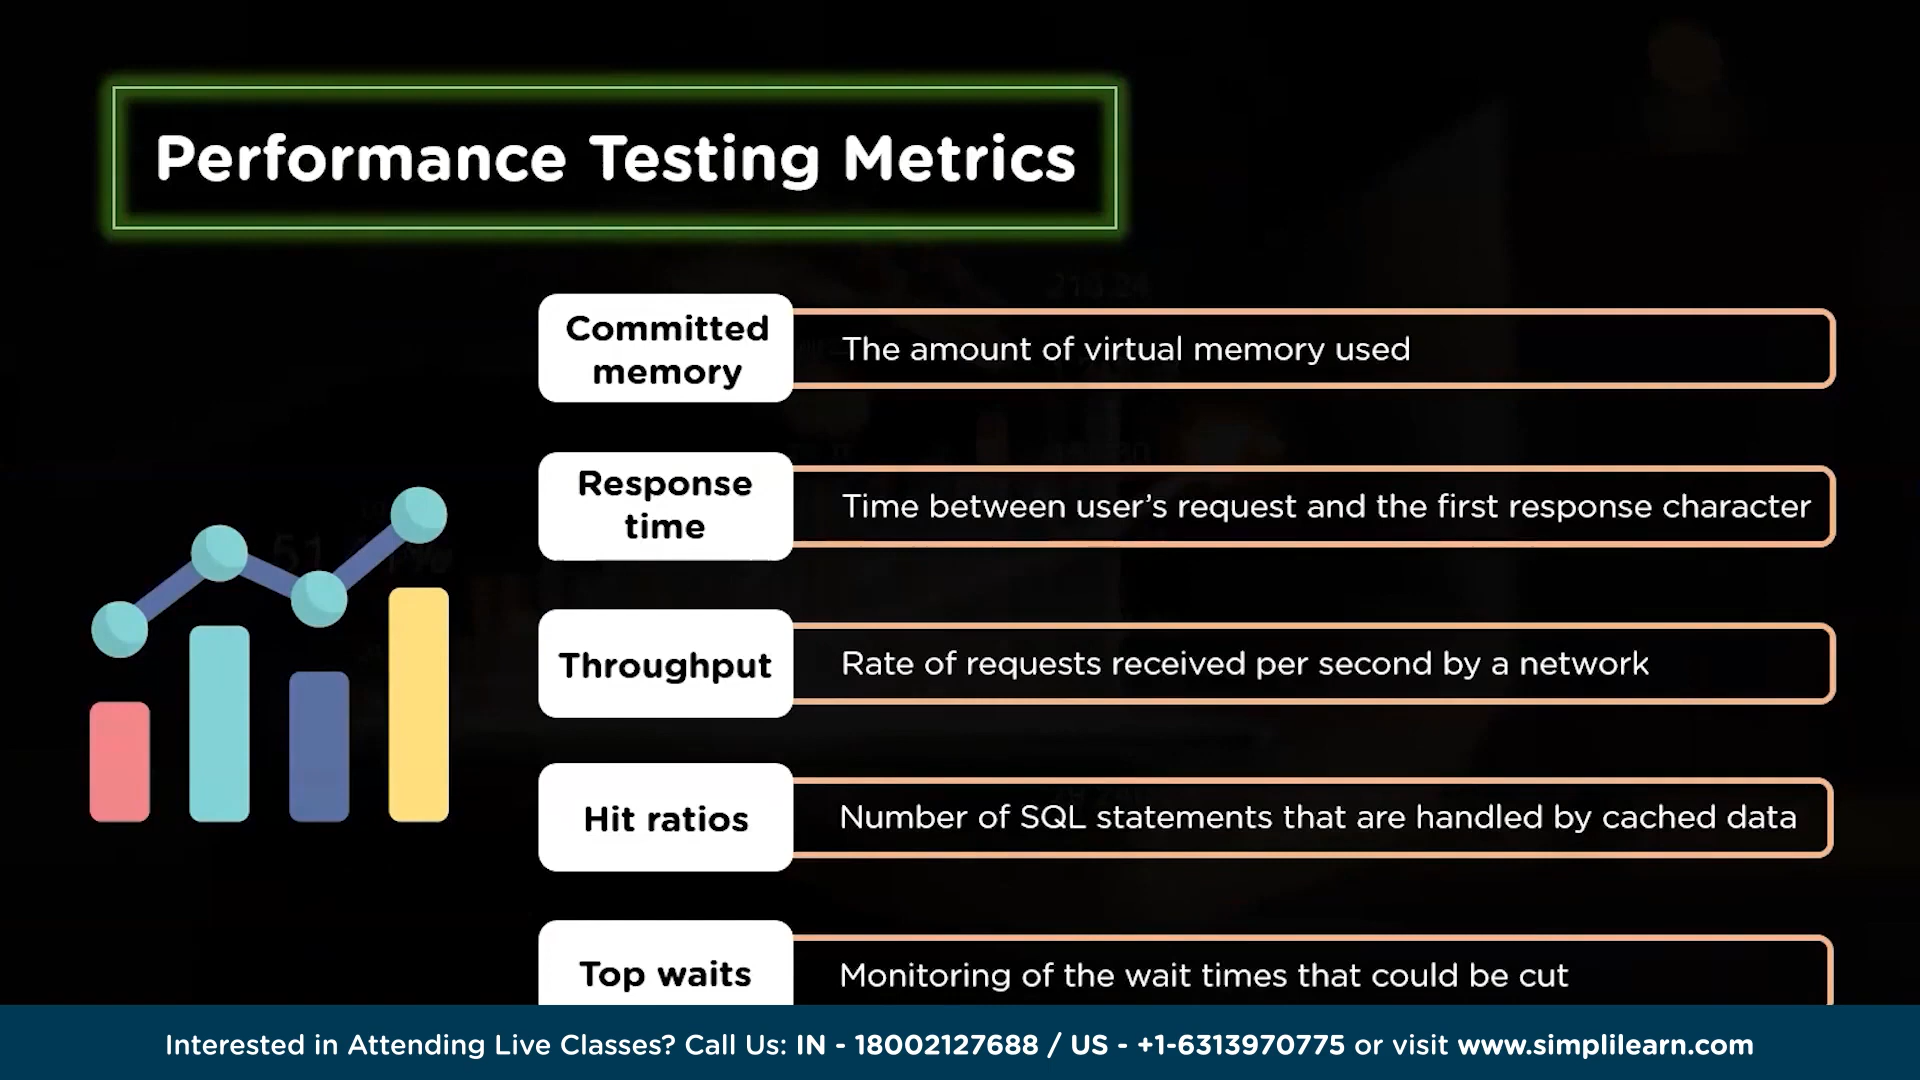 Performance Testing Metrics
Committed
memory
The amount of virtual memory used
Response
time
Time between user’s request and the first response character
Throughput
Rate of requests received per second by a network
Hit ratios
Number of SQL statements that are handled by cached data
Top waits
Monitoring of the wait times that could be cut
Interested in Attending Live Classes? Call Us: IN - 18002127688 / US - +1-6313970775 or visit www.simplilearn.com